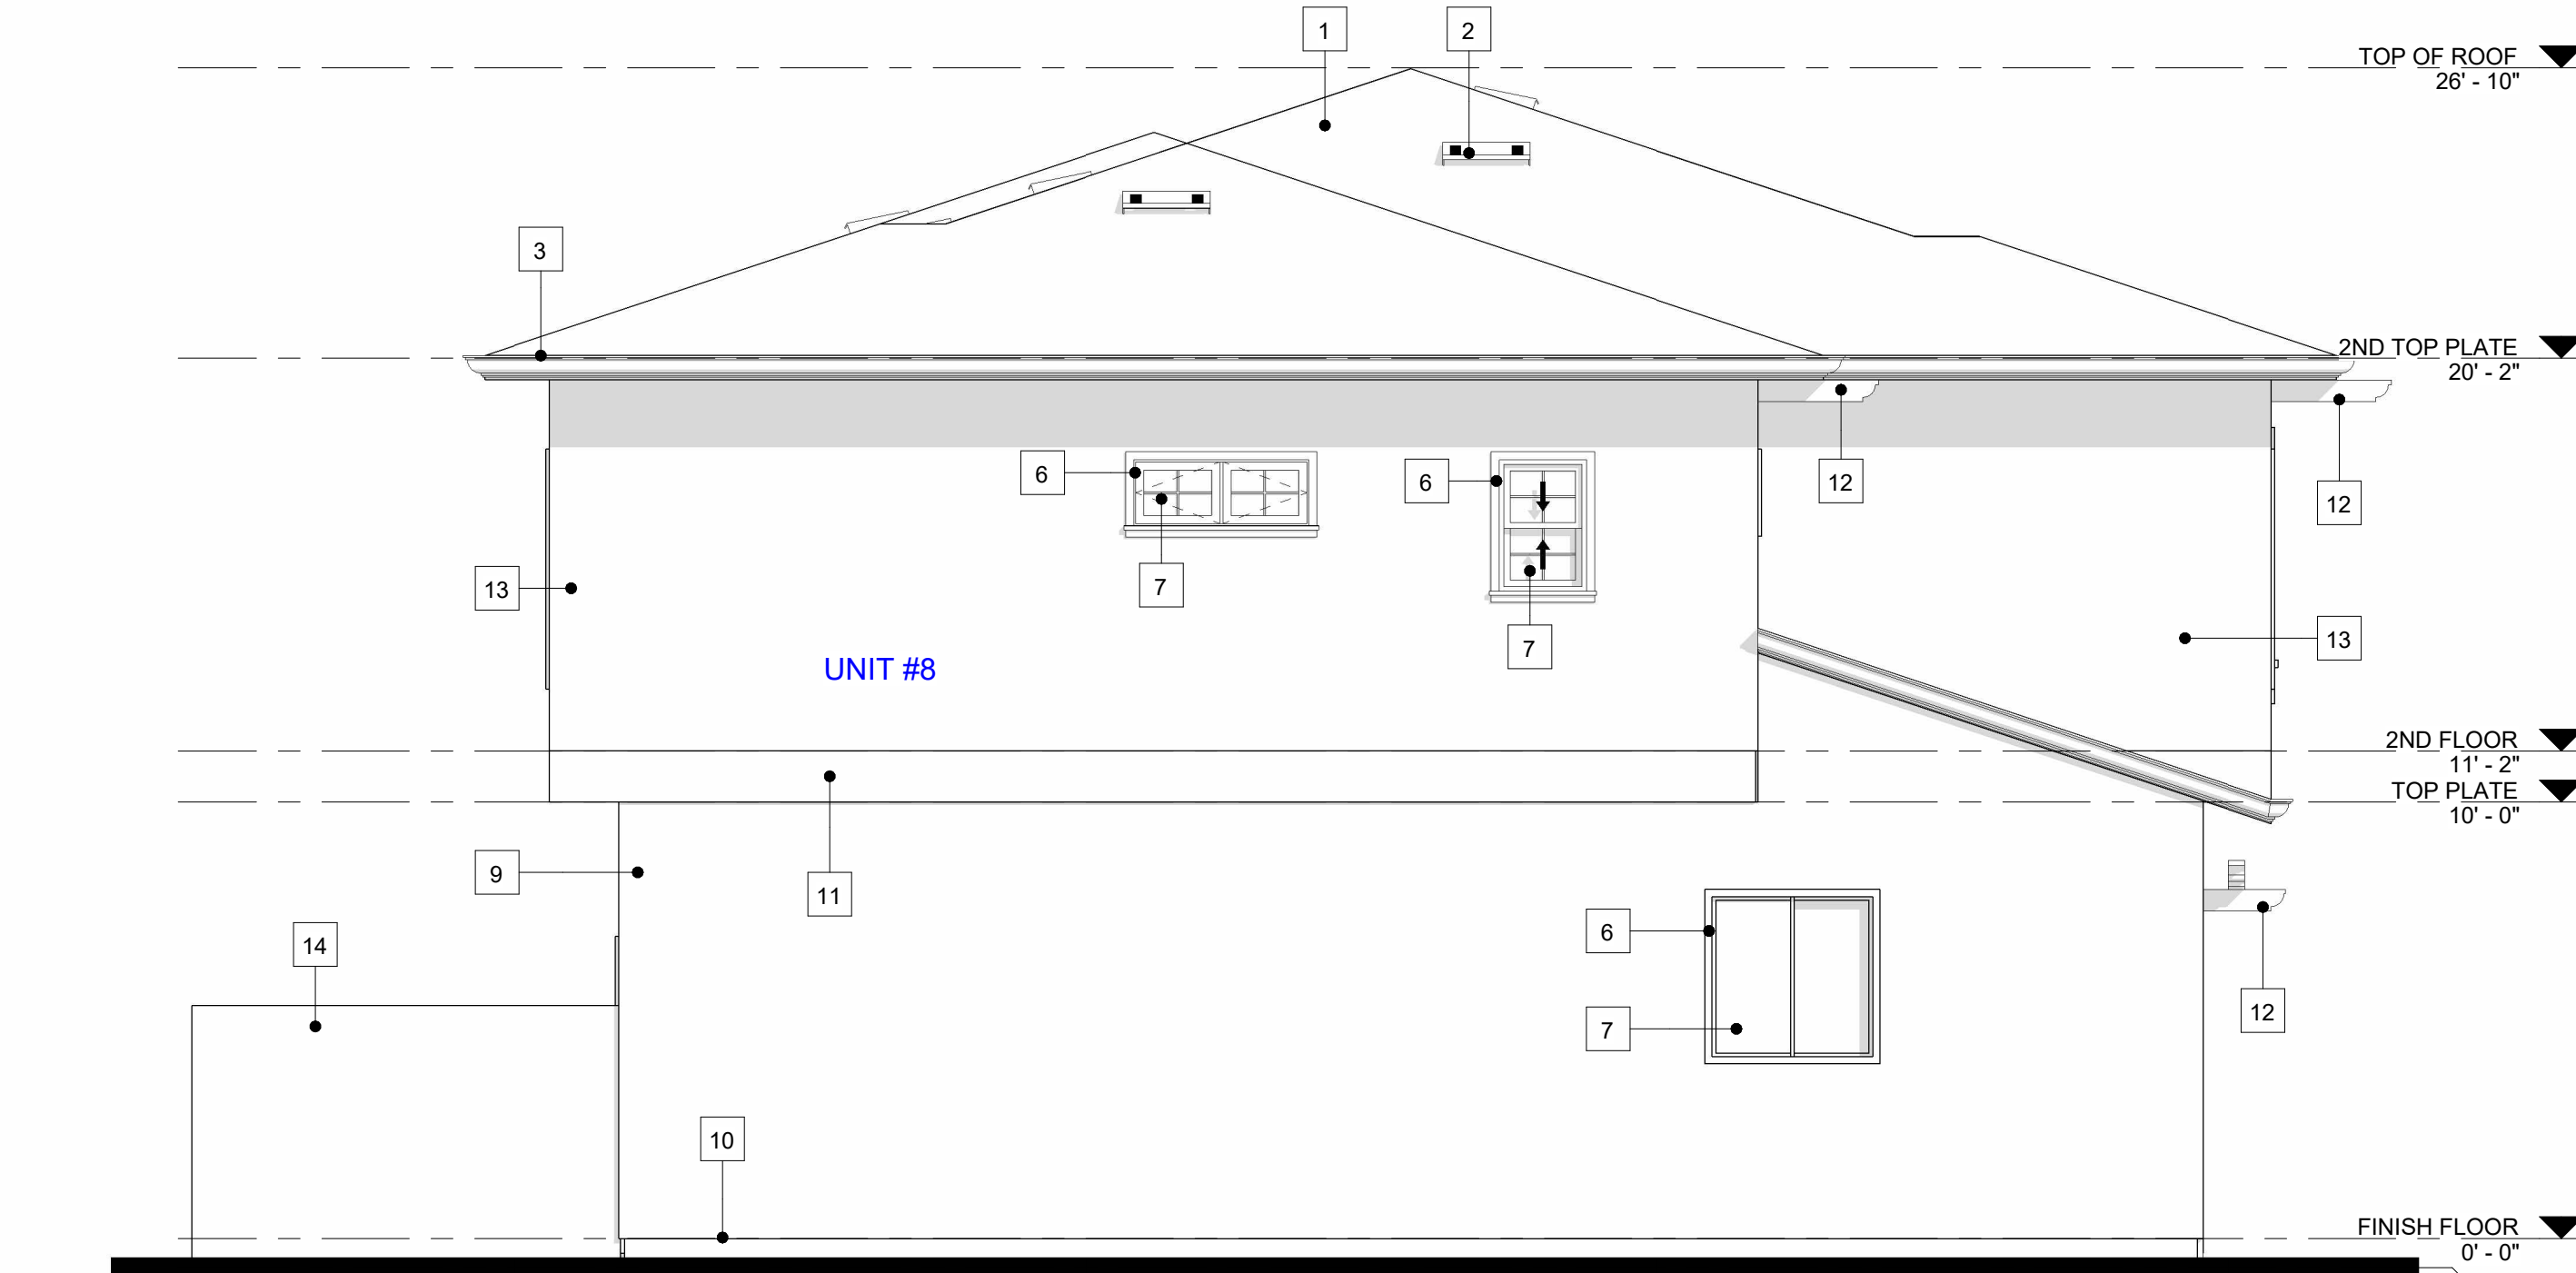 1
2
TOP OF ROOF
26' - 10"
3
2ND TOP PLATE
20' - 2"
6
6
12
12
7
13
7
13
UNIT #8
2ND FLOOR
11' - 2"
TOP PLATE
10' - 0"
9
11
14
6
12
7
10
FINISH FLOOR
0' - 0"